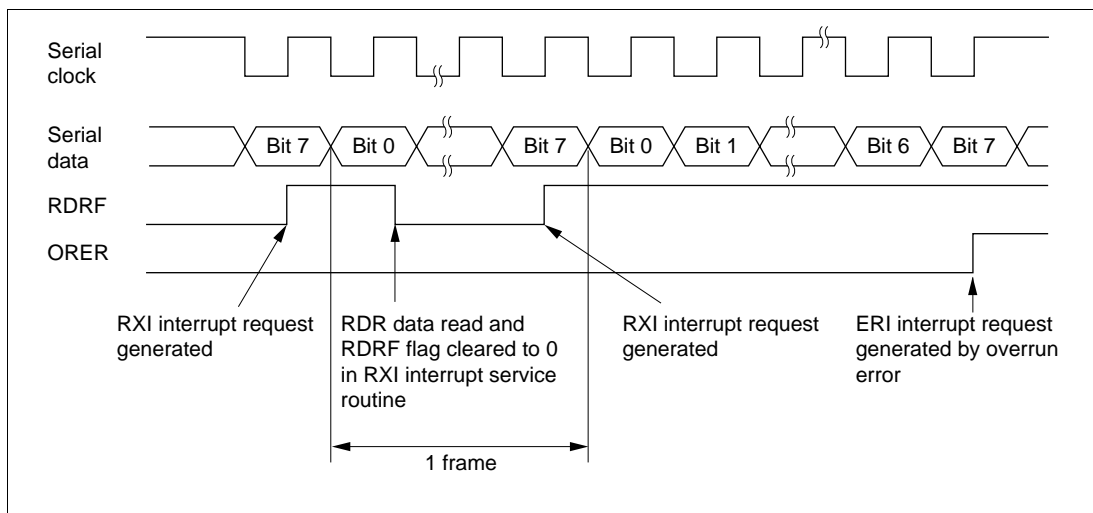 Serial
clock
Serial
data
Bit 7
Bit 0
Bit 7
Bit 0
Bit 1
Bit 6
Bit 7
RDRF
ORER
RXI interrupt request
generated
RDR data read and
RDRF flag cleared to 0
in RXI interrupt service
routine
RXI interrupt request
generated
ERI interrupt request
generated by overrun
error
1 frame